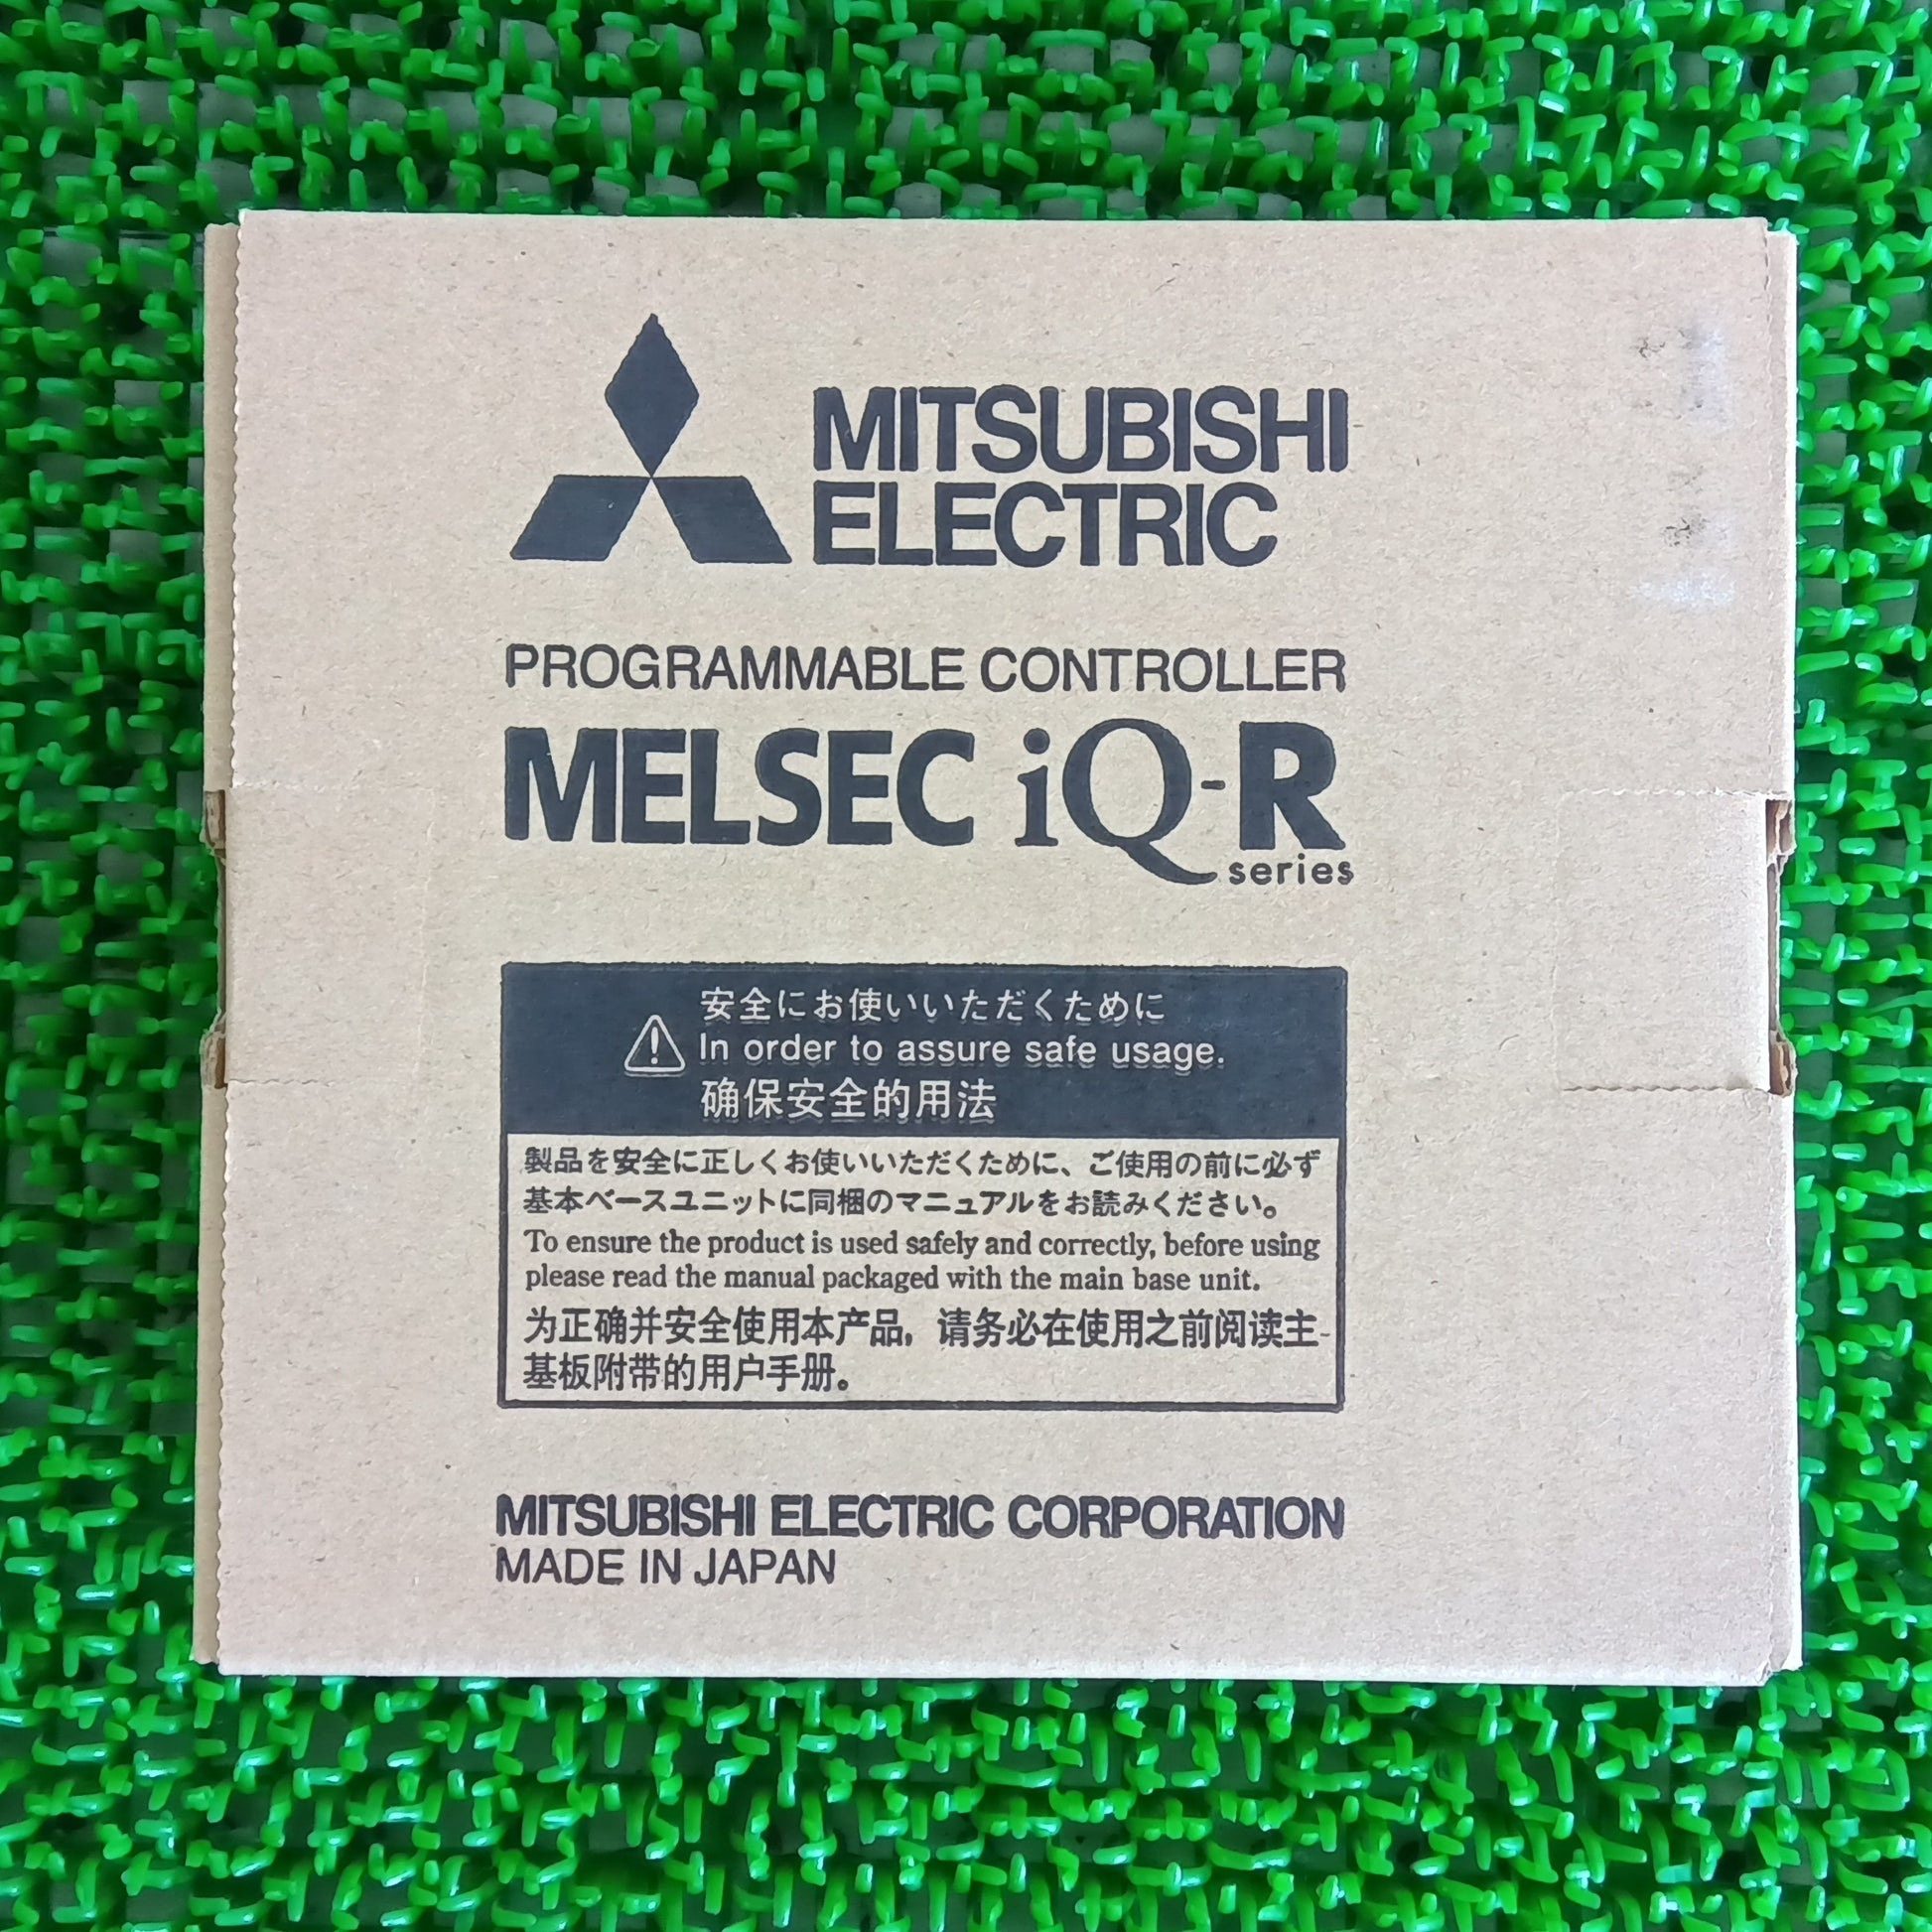 MITSUBISHI
ELECTRIC
PROGRAMMABLE CONTROLLER
MELSEC iQ-R
series
安全にお使いいただくために
In order to assure safe usage.
确保安全的用法
製品を安全に正しくお使いいただくために、ご使用の前に必ず
基本ベースユニットに同梱のマニュアルをお読みください。
To ensure the product is used safely and correctly, before using
please read the manual packaged with the main base unit.
为正确并安全使用本产品，请务必在使用之前阅读主
基板附带的用户手册。
MITSUBISHI ELECTRIC CORPORATION
MADE IN JAPAN